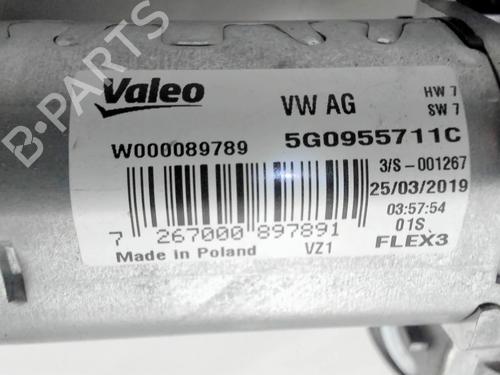 Valeo
VW AG
HW 7
SW 7
W000089789
5G0955711C
3/S-001267
25/03/2019
03:57:54
01S
FLEX3
7 267000 897891
Made in Poland
VZ1
B-PARTS